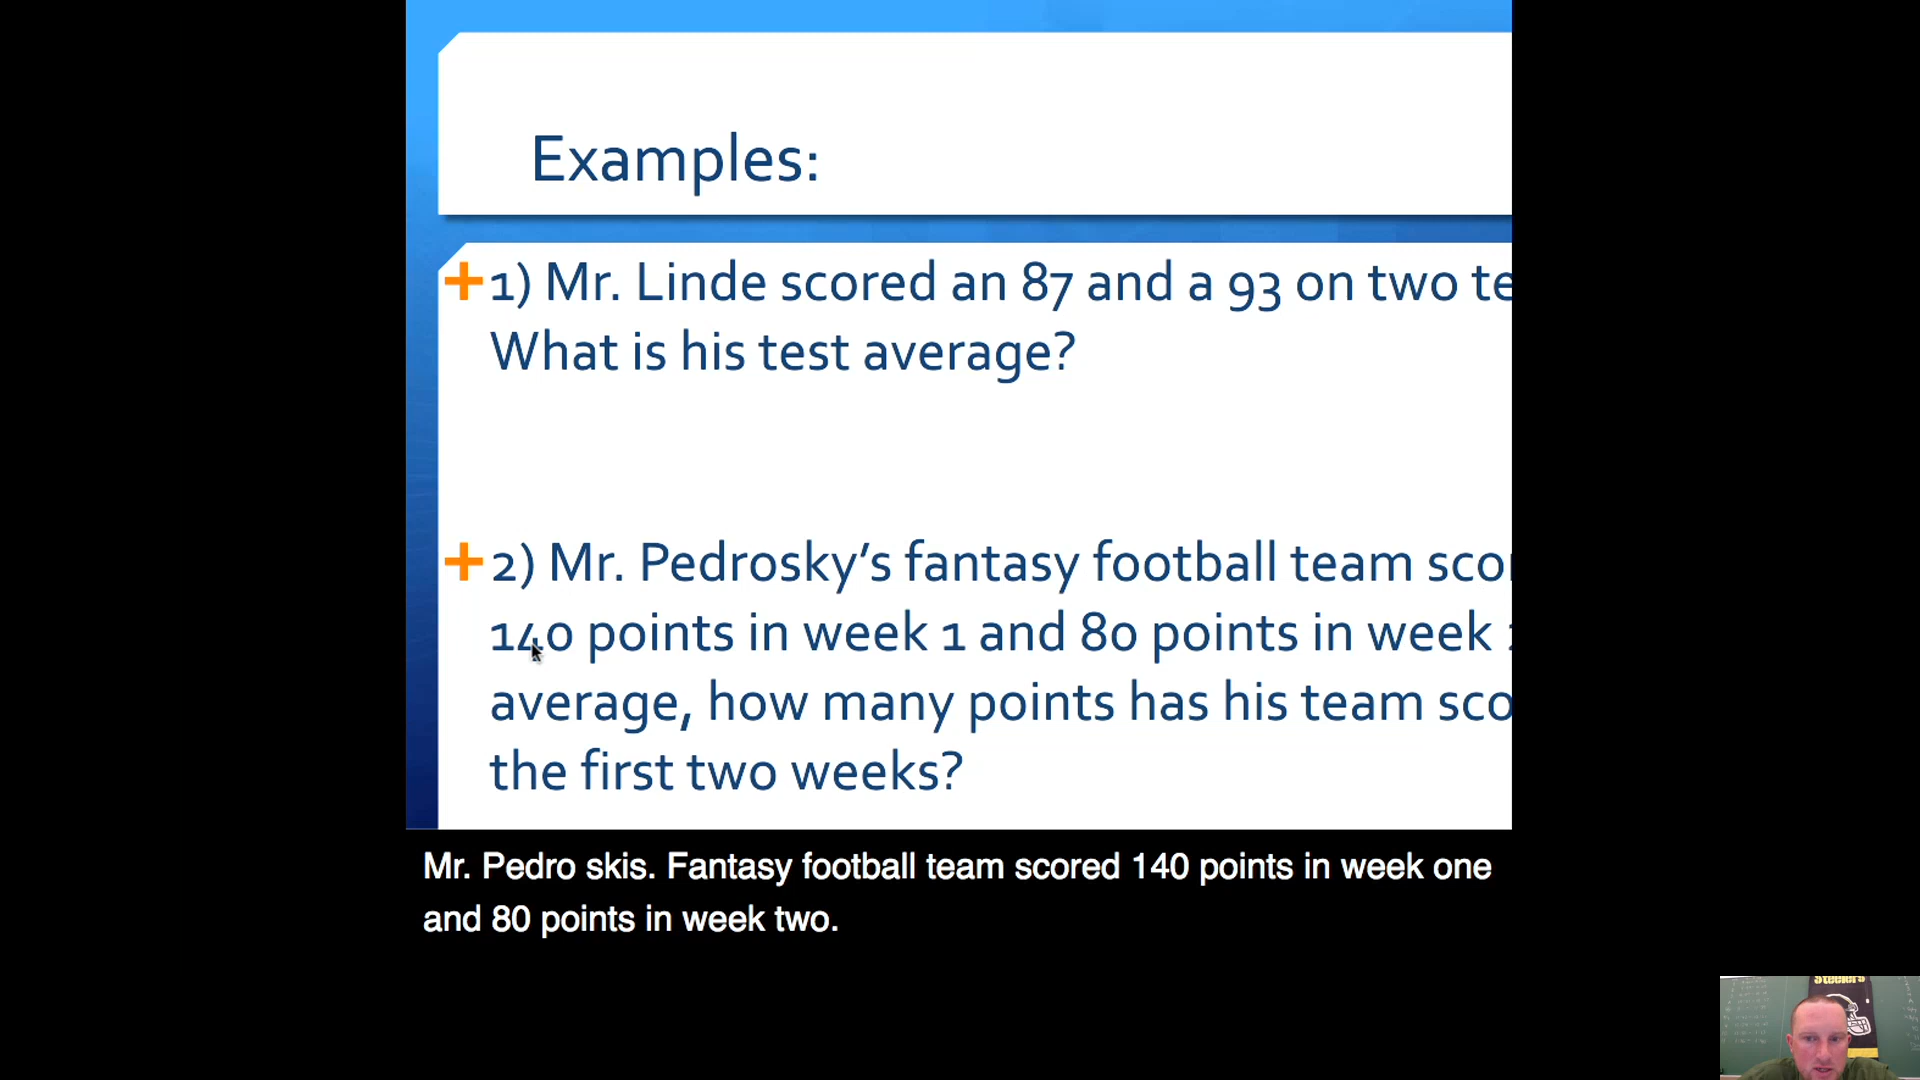 Examples:
1) Mr. Linde scored an 87 and a 93 on two te
What is his test average?
2) Mr. Pedrosky’s fantasy football team scor
140 points in week 1 and 80 points in week
average, how many points has his team sco
the first two weeks?
Mr. Pedro skis. Fantasy football team scored 140 points in week one
and 80 points in week two.
Steelers